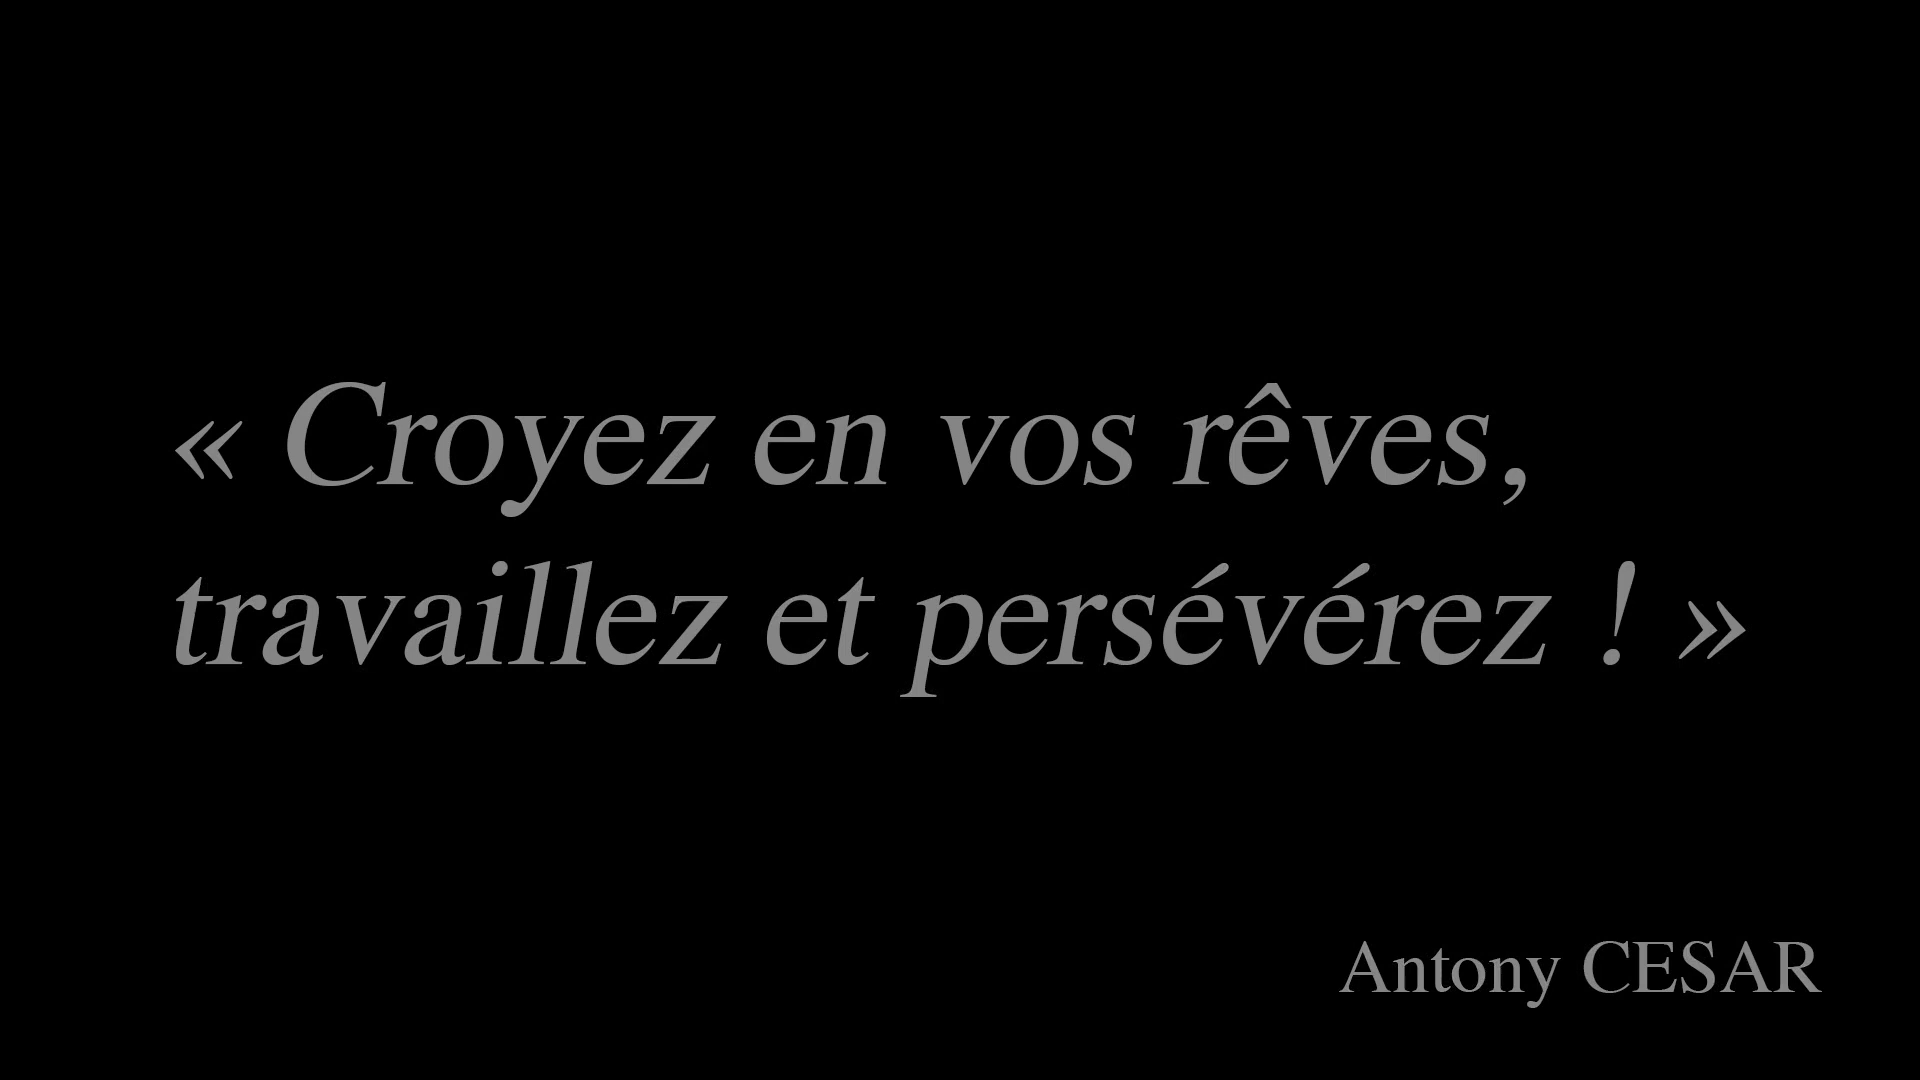 « Croyez en vos rêves,
travaillez et persévérez ! »
Antony CESAR